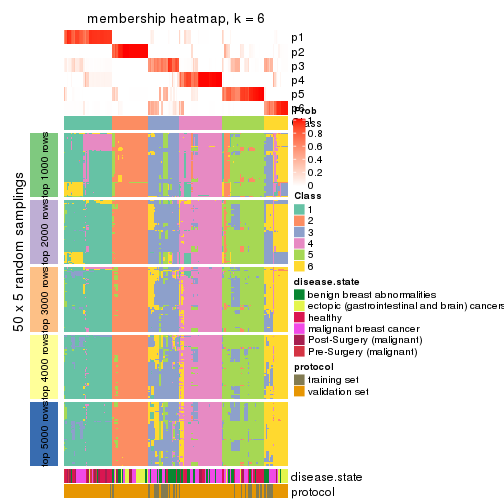 membership heatmap, k = 6
p1
p2
p3
p4
p5
p6
Prob
Class
0.8
0.6
0.4
0.2
0
Class
1
2
3
4
5
6
disease.state
benign breast abnormalities
ectopic (gastrointestinal and brain) cancers
healthy
malignant breast cancer
Post-Surgery (malignant)
Pre-Surgery (malignant)
protocol
training set
validation set
50 x 5 random samplings
top 1000 rows
top 2000 rows
top 3000 rows
top 4000 rows
top 5000 rows
disease.state
protocol